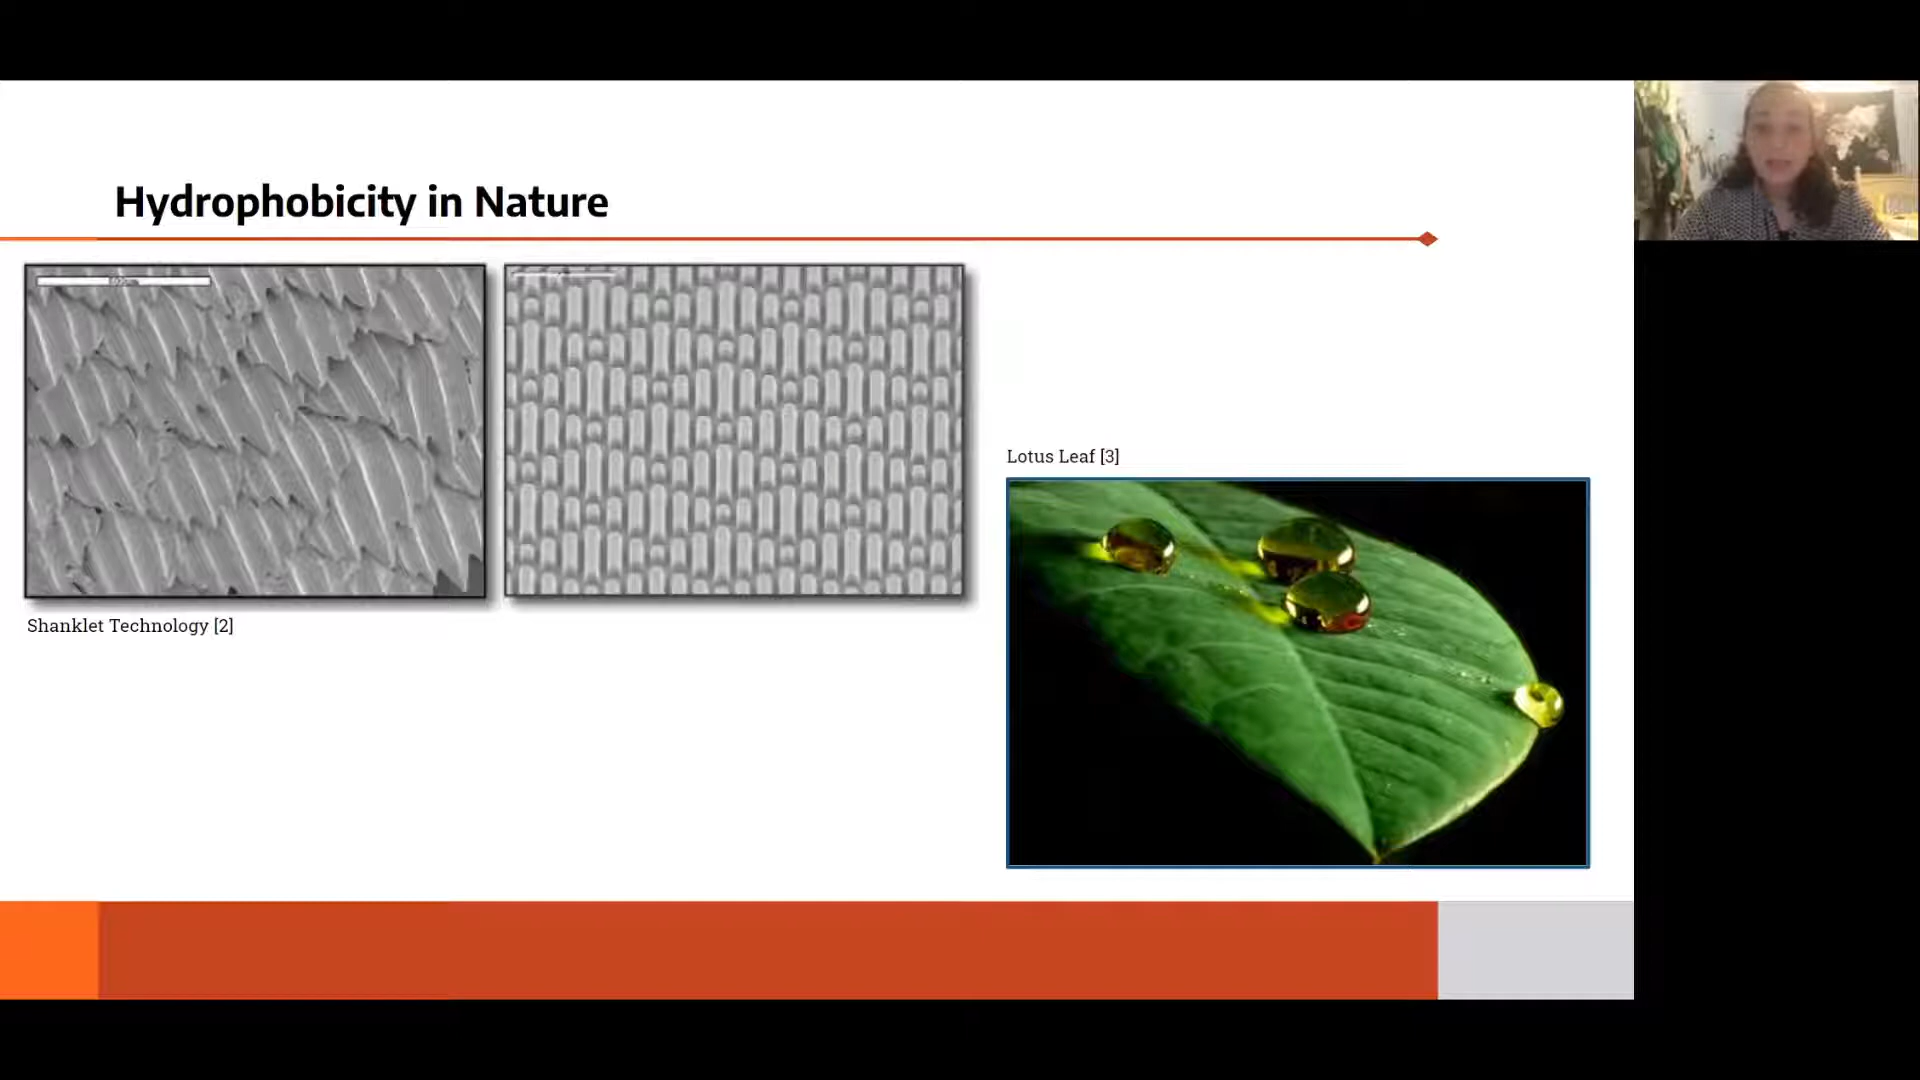 Hydrophobicity in Nature
Lotus Leaf [3]
Shanklet Technology [2]